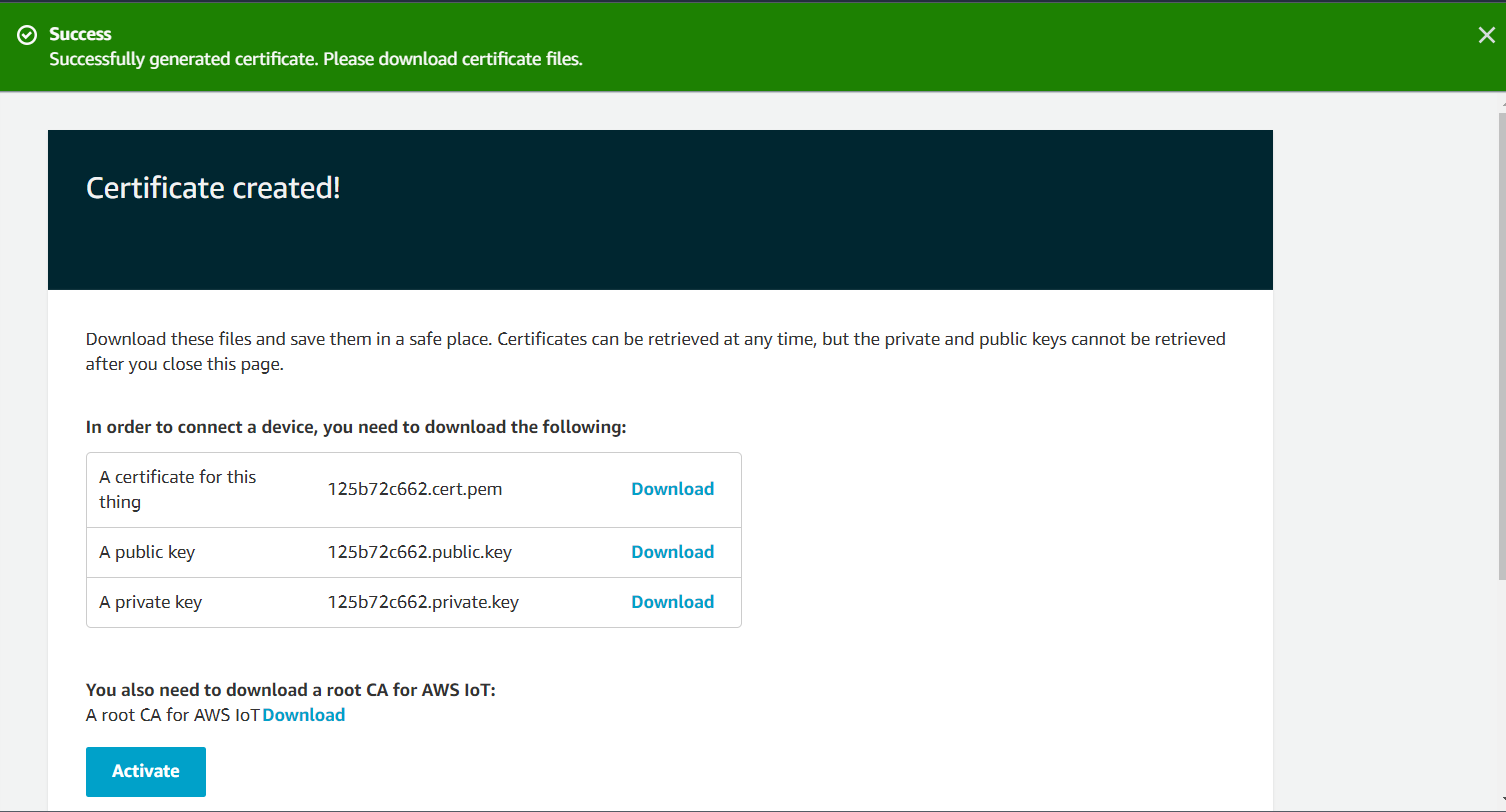 Success
Successfully generated certificate. Please download certificate files.
Certificate created!
Download these files and save them in a safe place. Certificates can be retrieved at any time, but the private and public keys cannot be retrieved
after you close this page.
In order to connect a device, you need to download the following:
A certificate for this
thing
125b72c662.cert.pem
Download
A public key
125b72c662.public.key
Download
A private key
125b72c662.private.key
Download
You also need to download a root CA for AWS IoT:
A root CA for AWS IoT Download
Activate